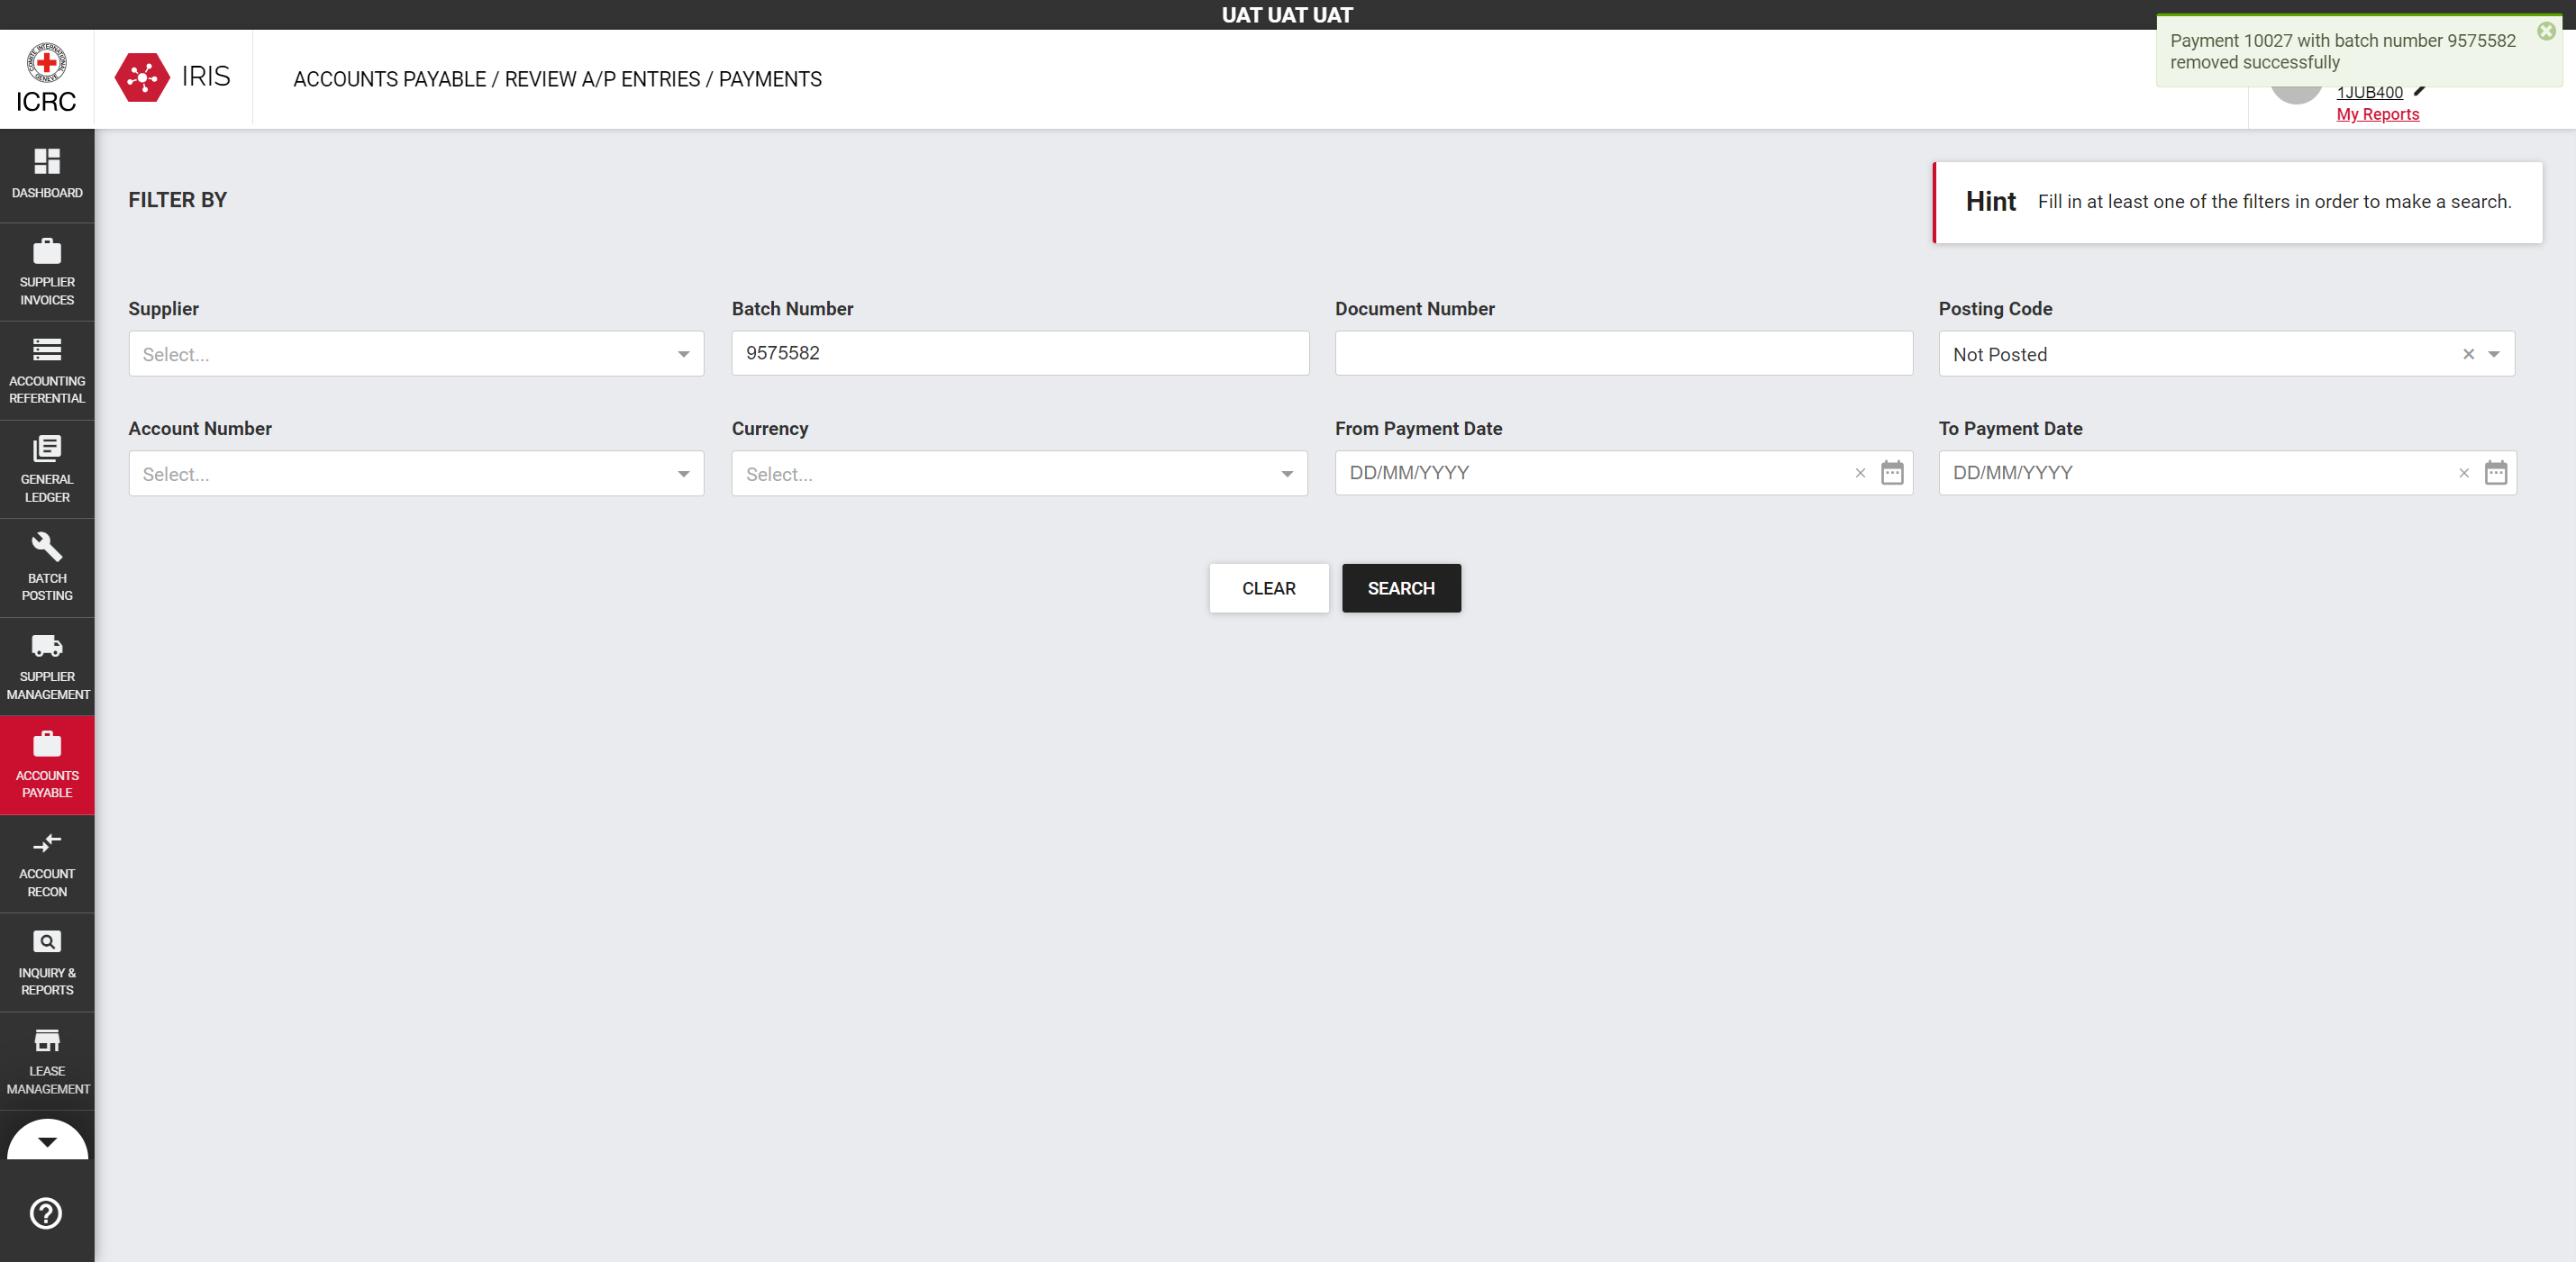 UAT UAT UAT
ICRC
IRIS
ACCOUNTS PAYABLE / REVIEW A/P ENTRIES / PAYMENTS
Payment 10027 with batch number 9575582
removed successfully
1JUB400
My Reports
DASHBOARD
SUPPLIER
INVOICES
ACCOUNTING
REFERENTIAL
GENERAL
LEDGER
BATCH
POSTING
SUPPLIER
MANAGEMENT
ACCOUNTS
PAYABLE
ACCOUNT
RECON
INQUIRY &
REPORTS
LEASE
MANAGEMENT
FILTER BY
Hint Fill in at least one of the filters in order to make a search.
Supplier
Select...
Batch Number
9575582
Document Number
Posting Code
Not Posted
Account Number
Select...
Currency
Select...
From Payment Date
DD/MM/YYYY
To Payment Date
DD/MM/YYYY
CLEAR
SEARCH